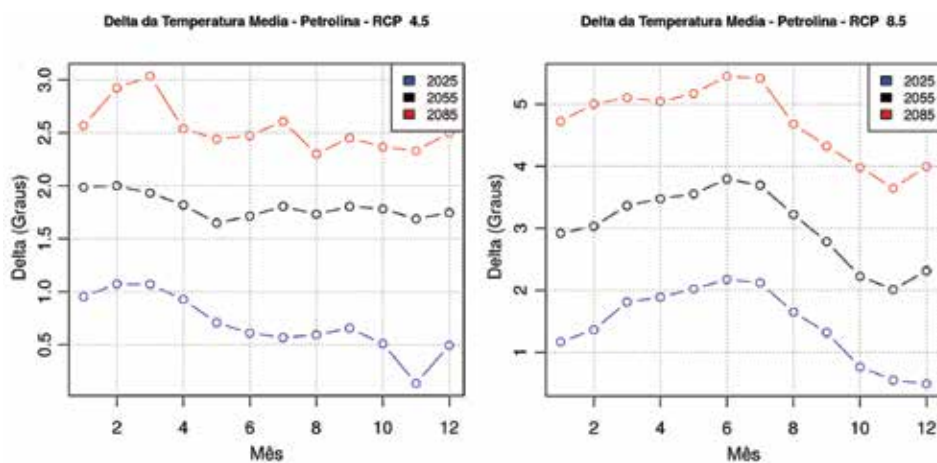 Delta da Temperatura Media - Petrolina - RCP 4.5
3.0
2.5
2.0
1.5
1.0
0.5
Delta (Graus)
2025
2055
2085
2 4 6 8 10 12
Mês
Delta da Temperatura Media - Petrolina - RCP 8.5
5
4
3
2
1
Delta (Graus)
2025
2055
2085
2 4 6 8 10 12
Mês